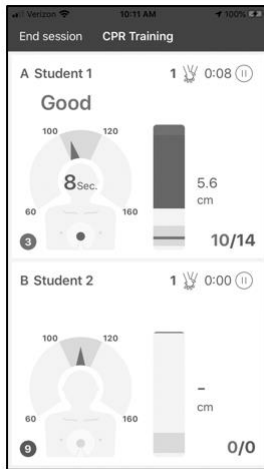 Verizon 10:11 AM 100%
End session CPR Training
A Student 1 1 0:08
Good
100 120
8 Sec.
60 160
5.6
cm
3
10/14
B Student 2 1 0:00
100 120
60 160
–
cm
9
0/0